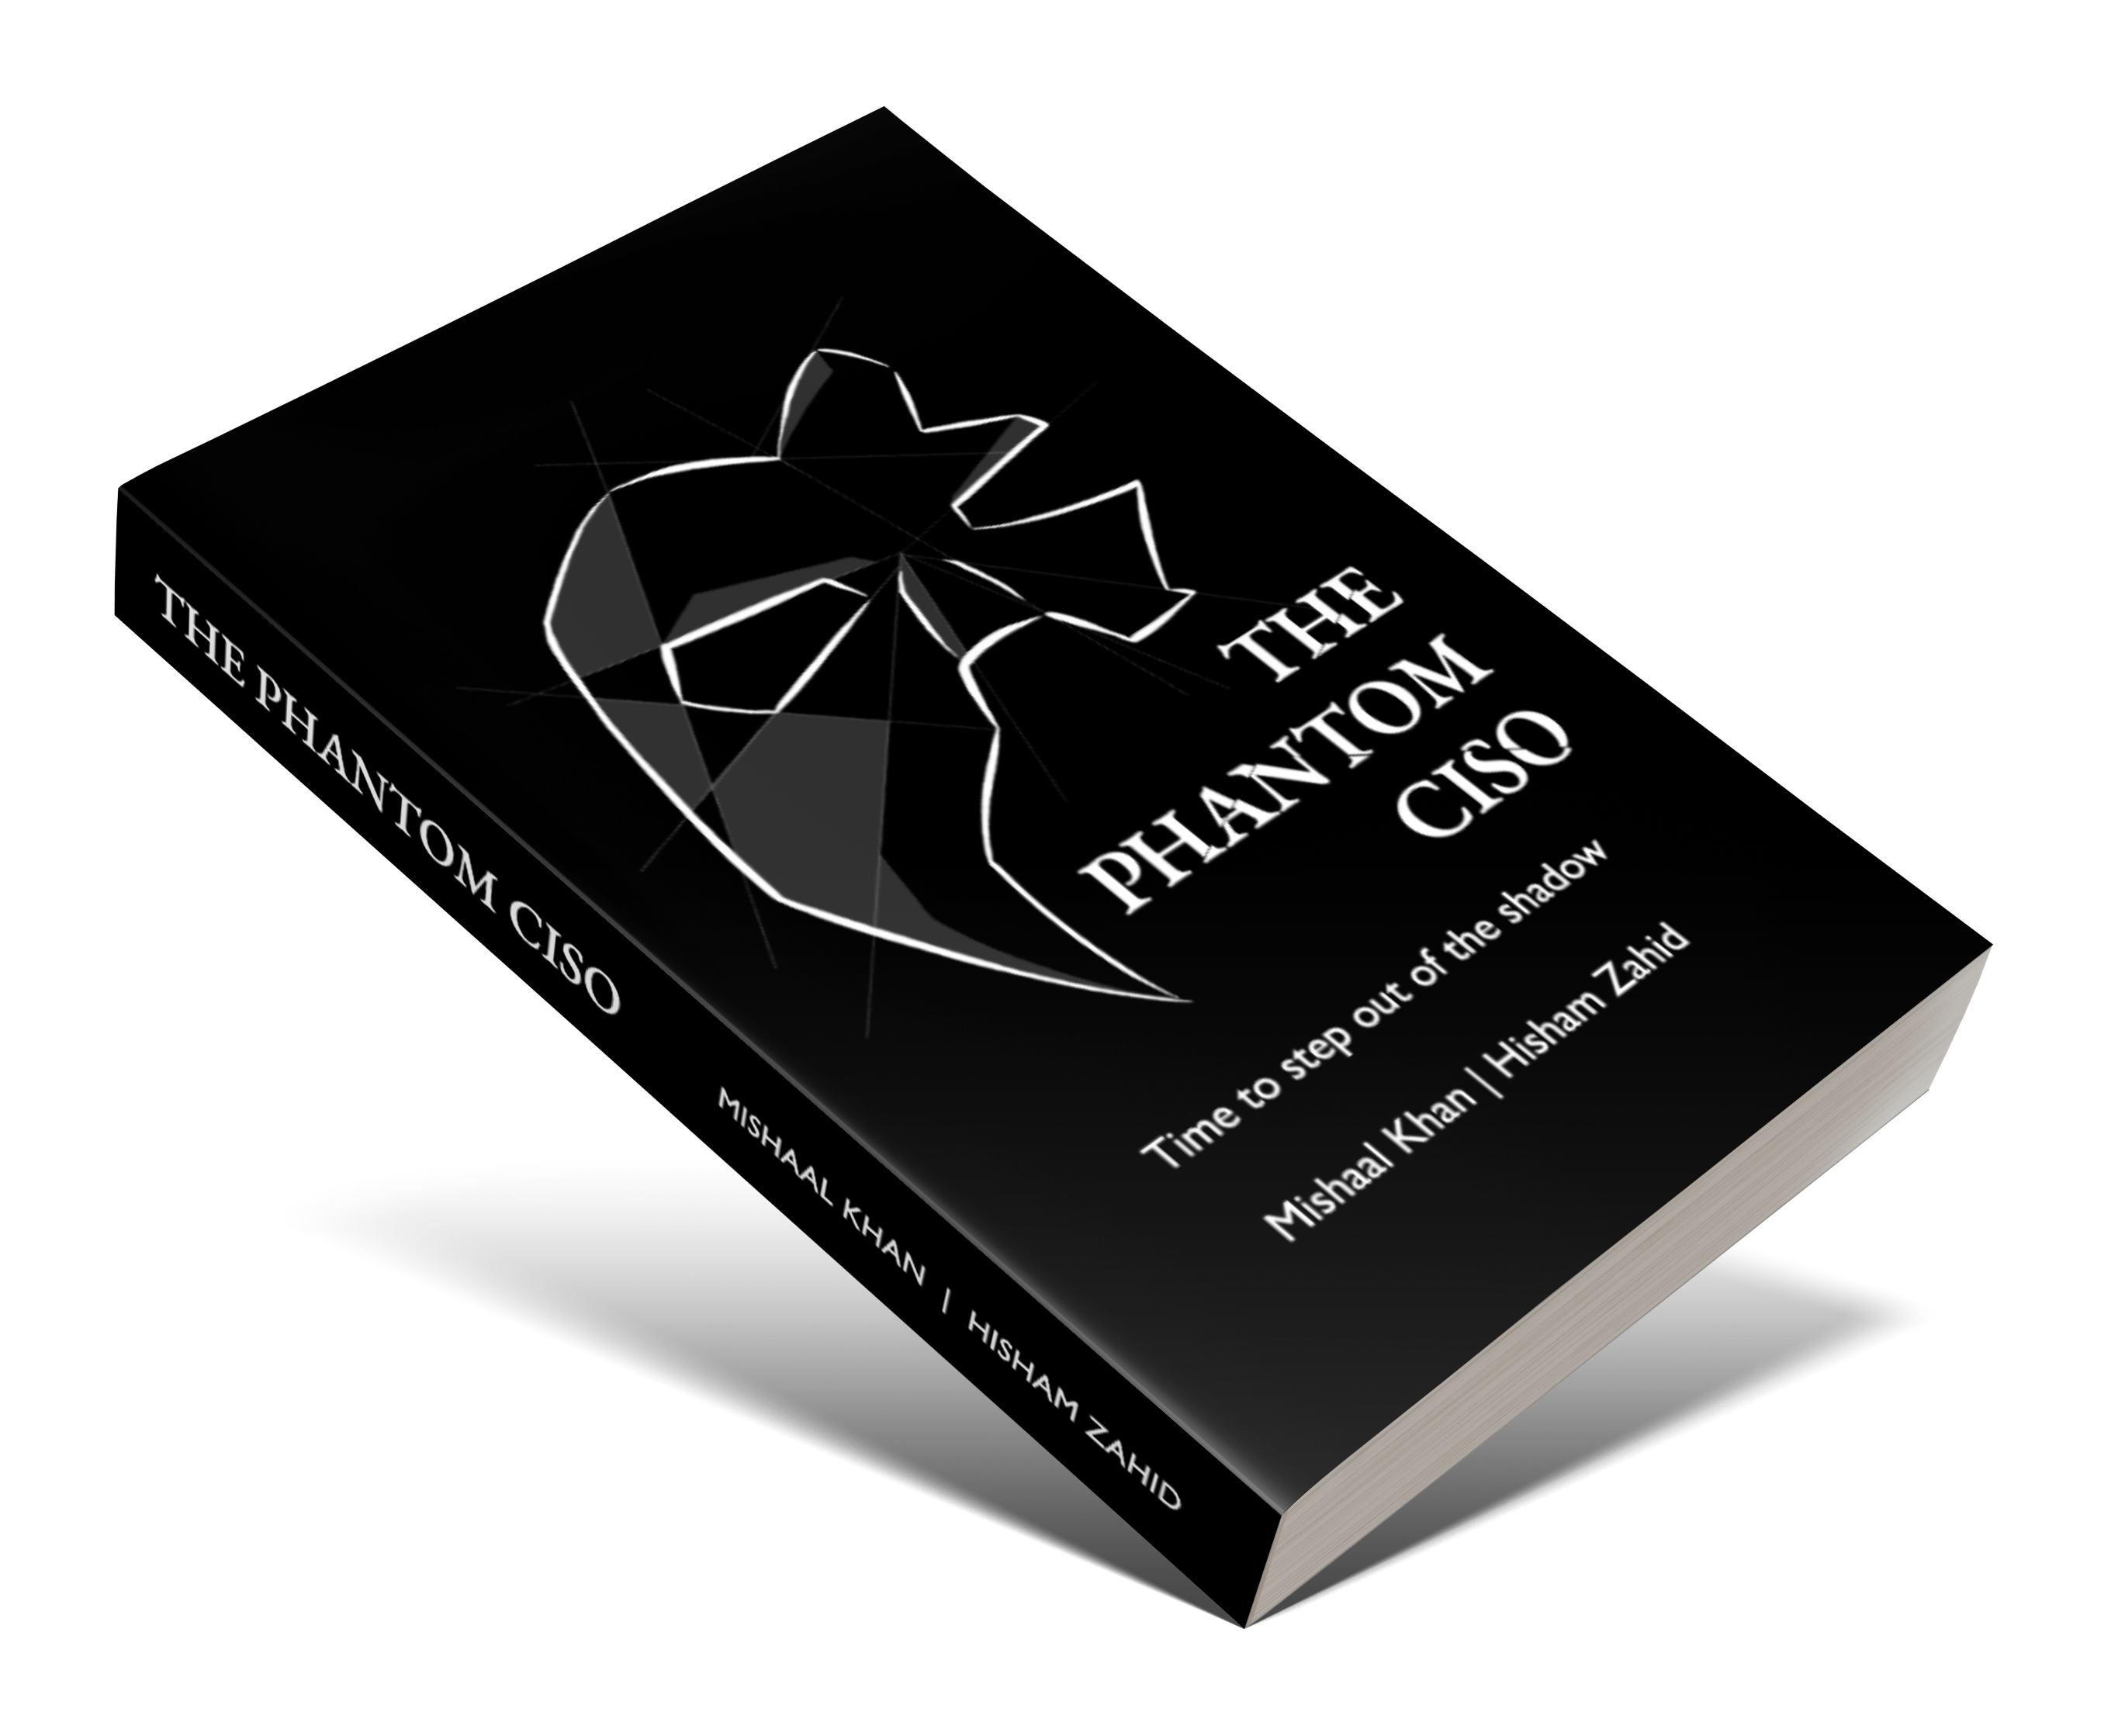 THE
PHANTOM
CISO
Time to step out of the shadow
Mishaal Khan | Hisham Zahid
THE PHANTOM CISO
MISHAAL KHAN | HISHAM ZAHID